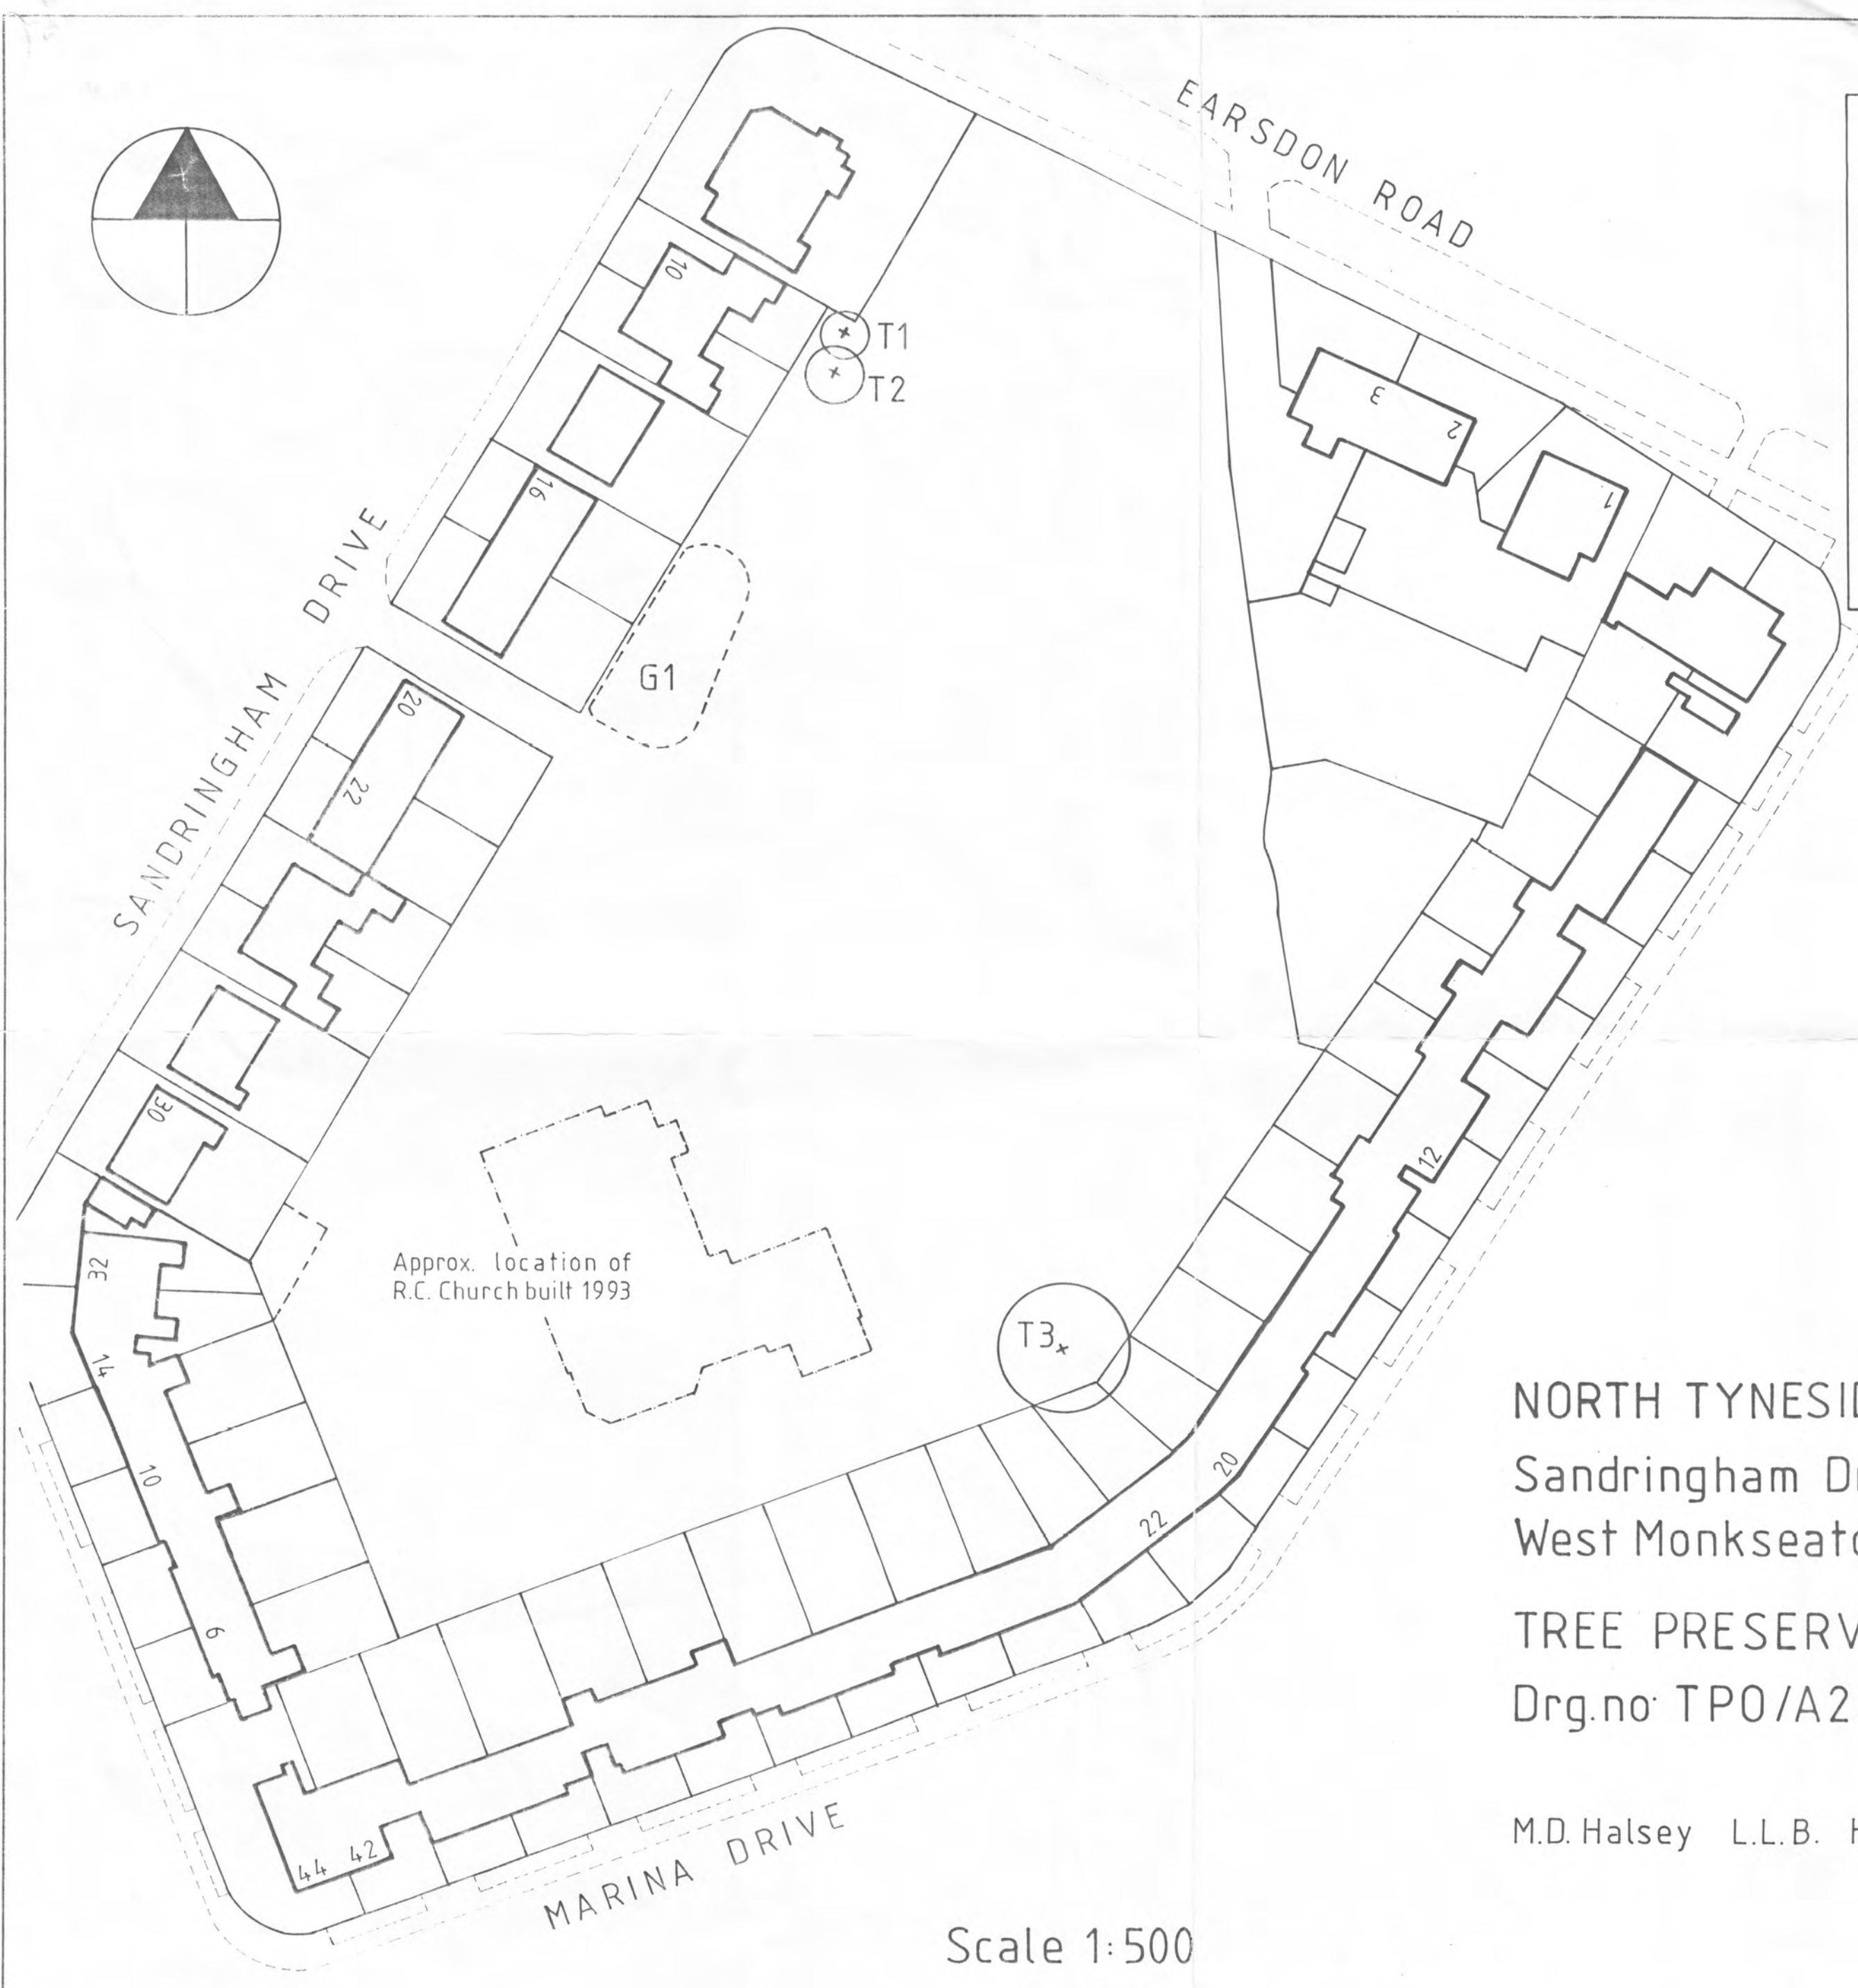 EARSDON ROAD
10
T1
T2
3
2
1
16
SANDRINGHAM DRIVE
G1
20
22
30
12
32
Approx. location of
R.C. Church built 1993
T3
14
10
20
22
6
44 42
MARINA DRIVE
Scale 1:500
NORTH TYNESID
Sandringham D
West Monkseato
TREE PRESERV
Drg.no TPO/A2
M.D. Halsey L.L.B. H